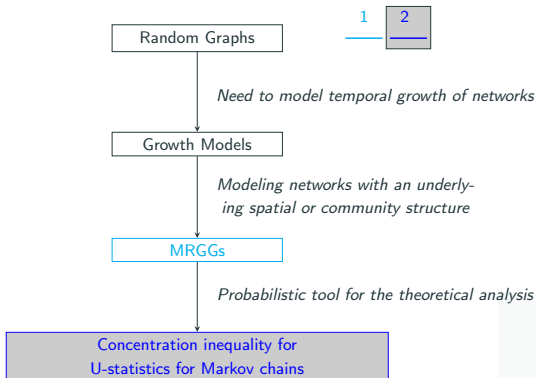 1 2
Random Graphs
Need to model temporal growth of networks
Growth Models
Modeling networks with an underly-
ing spatial or community structure
MRGGs
Probabilistic tool for the theoretical analysis
Concentration inequality for
U-statistics for Markov chains